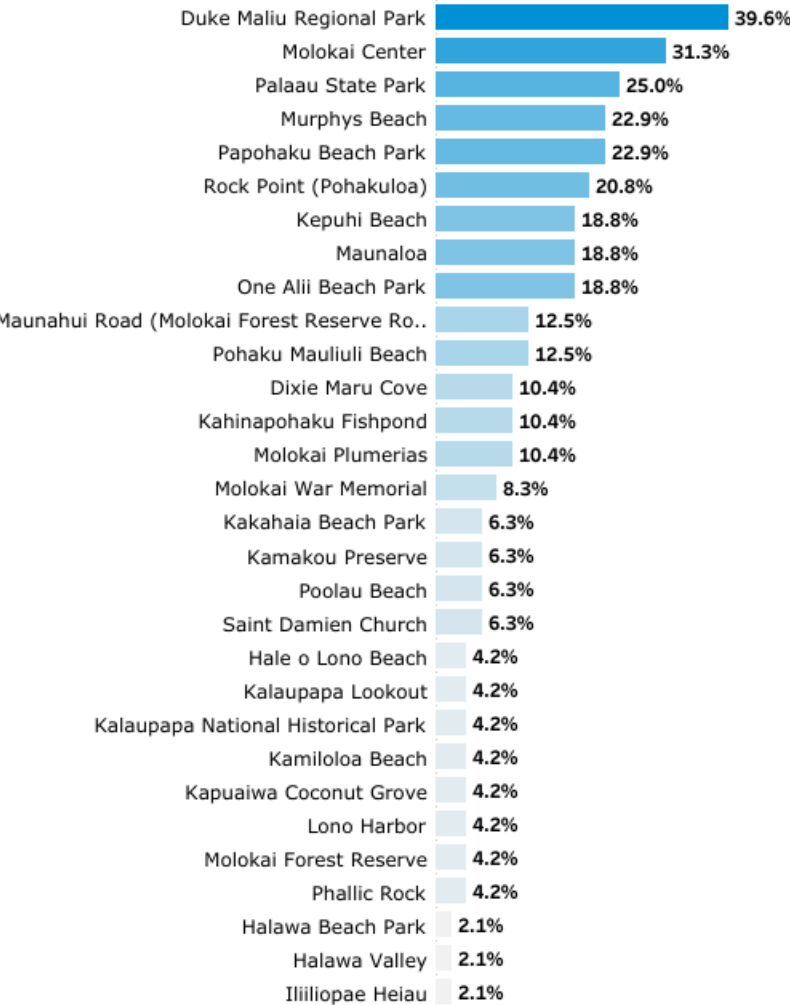 Duke Maliu Regional Park 39.6%
Molokai Center 31.3%
Palaau State Park 25.0%
Murphys Beach 22.9%
Papohaku Beach Park 22.9%
Rock Point (Pohakuloa) 20.8%
Kepuhi Beach 18.8%
Maunaloa 18.8%
One Alii Beach Park 18.8%
Maunahui Road (Molokai Forest Reserve Ro.. 12.5%
Pohaku Mauliuli Beach 12.5%
Dixie Maru Cove 10.4%
Kahinapohaku Fishpond 10.4%
Molokai Plumerias 10.4%
Molokai War Memorial 8.3%
Kakahaia Beach Park 6.3%
Kamakou Preserve 6.3%
Poolau Beach 6.3%
Saint Damien Church 6.3%
Hale o Lono Beach 4.2%
Kalaupapa Lookout 4.2%
Kalaupapa National Historical Park 4.2%
Kamiloloa Beach 4.2%
Kapuaiwa Coconut Grove 4.2%
Lono Harbor 4.2%
Molokai Forest Reserve 4.2%
Phallic Rock 4.2%
Halawa Beach Park 2.1%
Halawa Valley 2.1%
Iliiliopae Heiau 2.1%